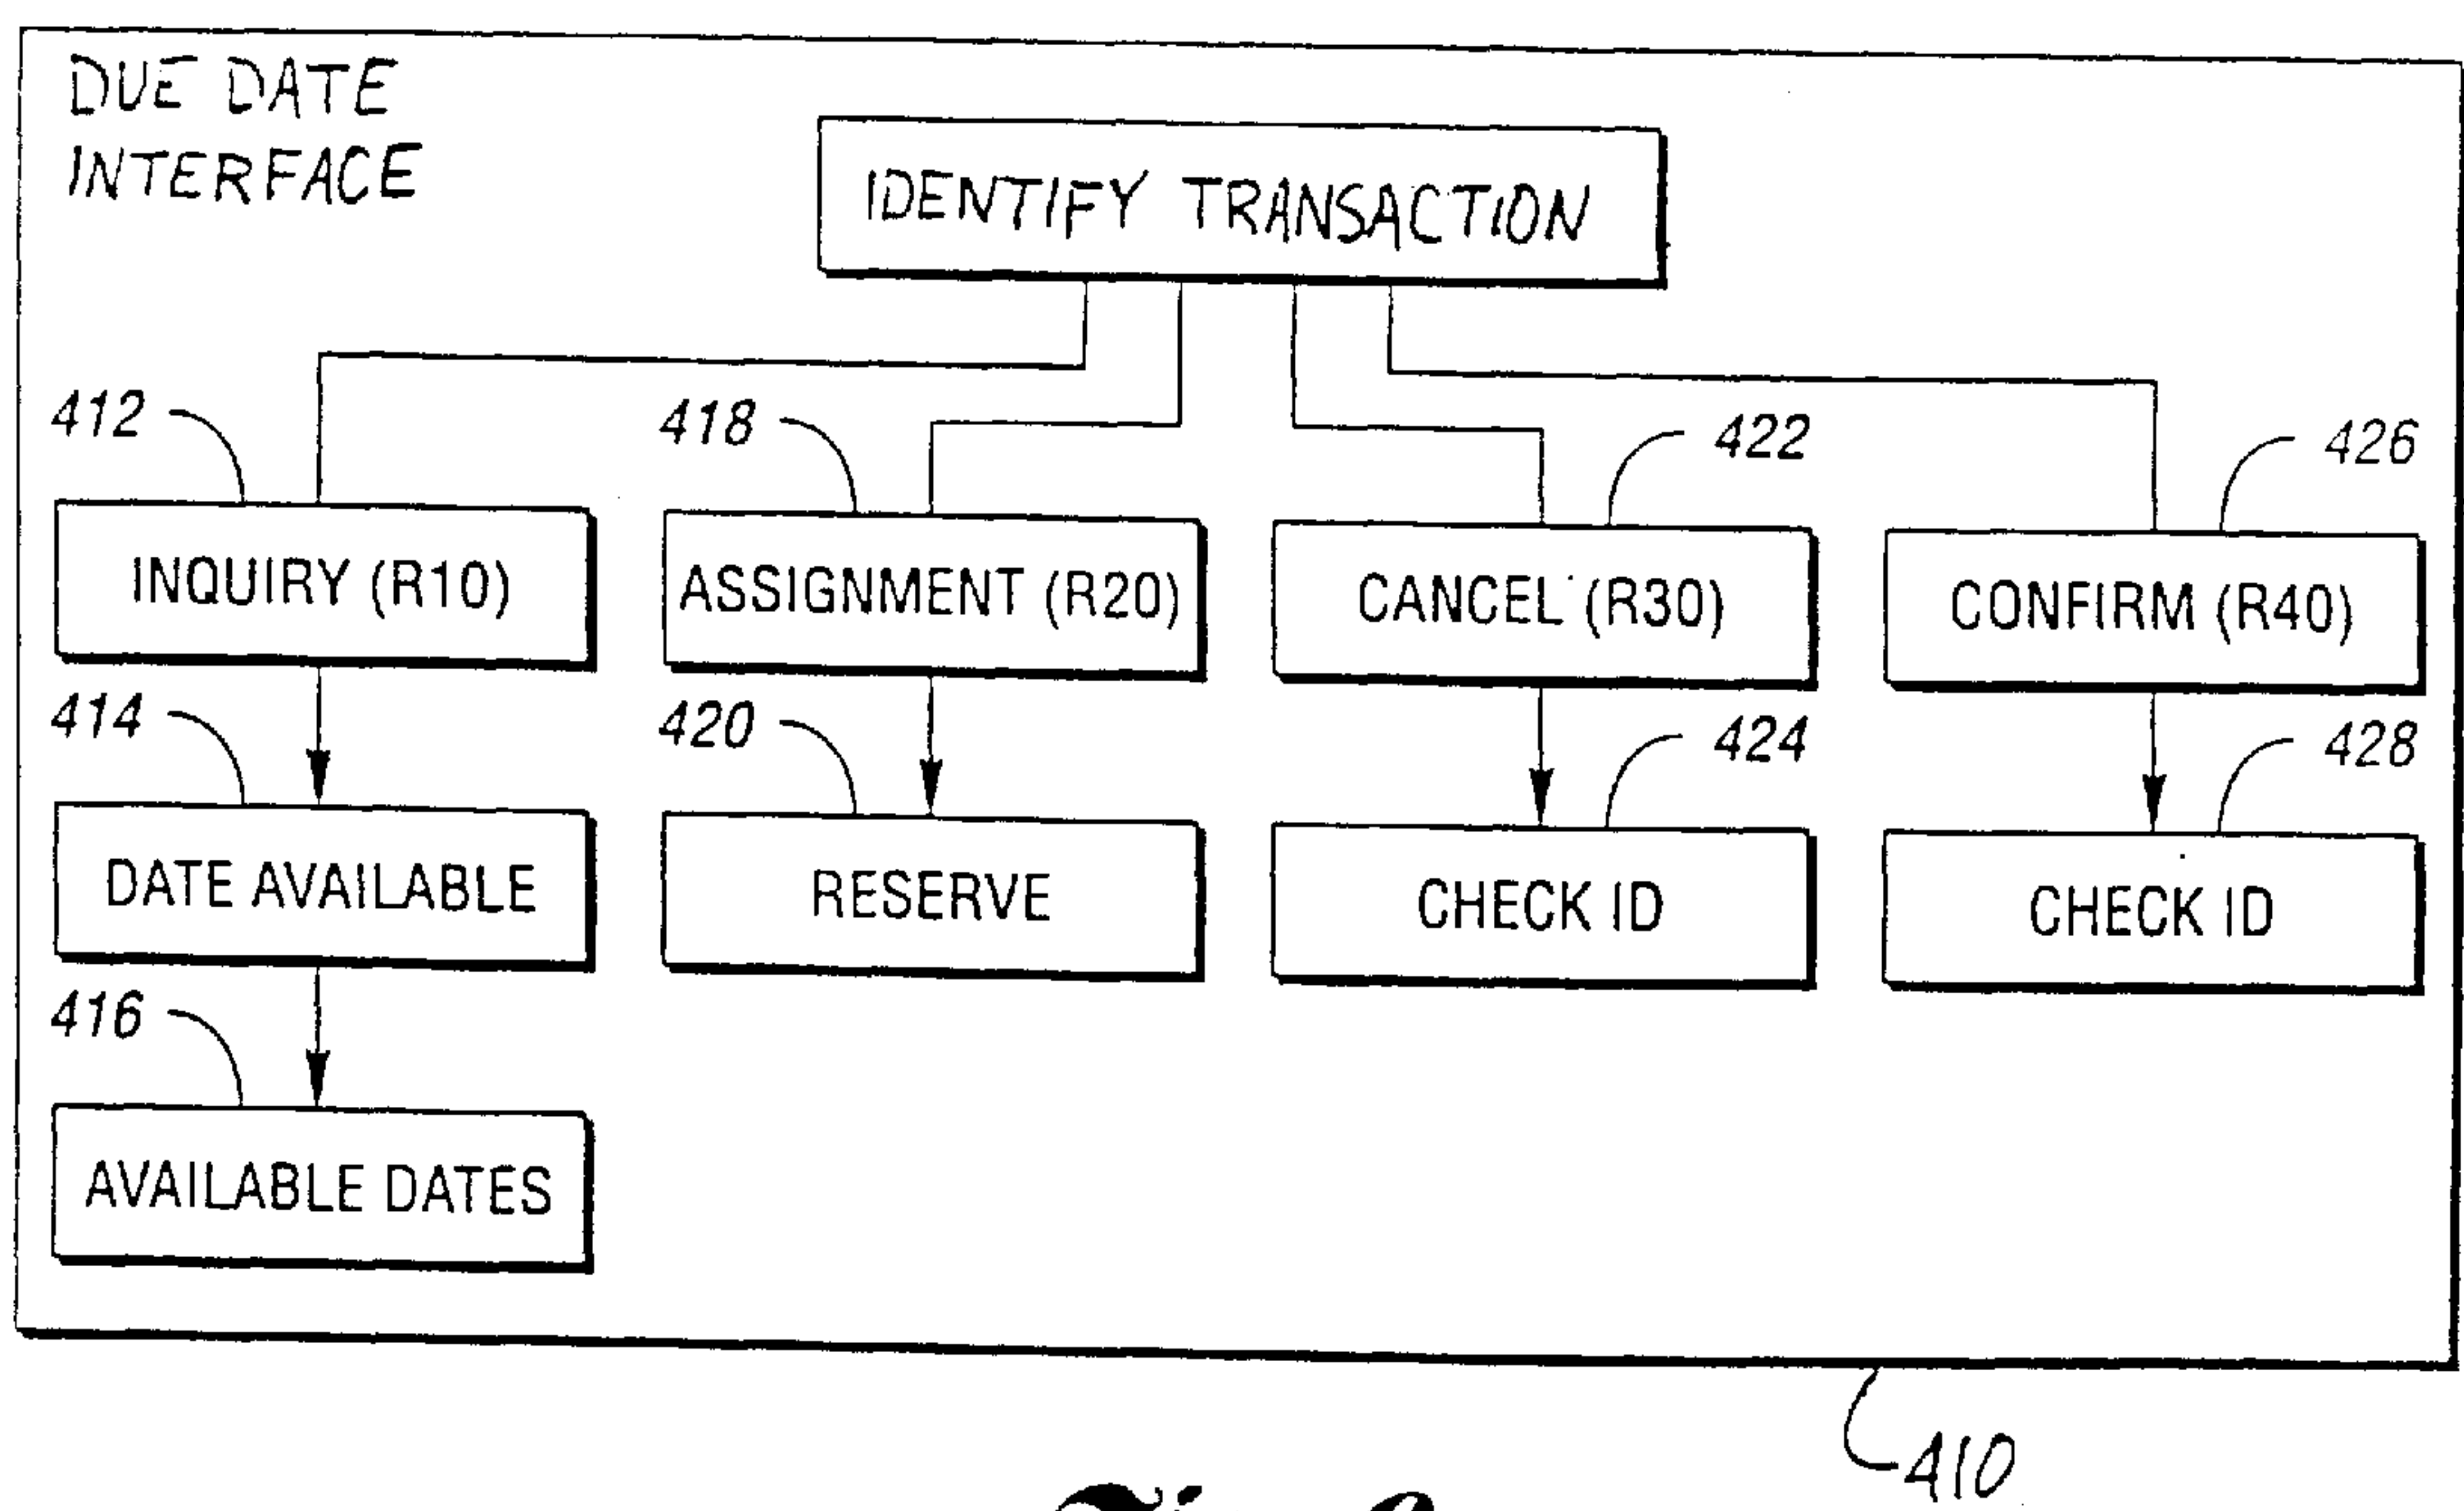 DUE DATE
INTERFACE
IDENTIFY TRANSACTION
412
418
422
426
INQUIRY (R10)
ASSIGNMENT (R20)
CANCEL (R30)
CONFIRM (R40)
414
420
424
428
DATE AVAILABLE
RESERVE
CHECK ID
CHECK ID
416
AVAILABLE DATES
410